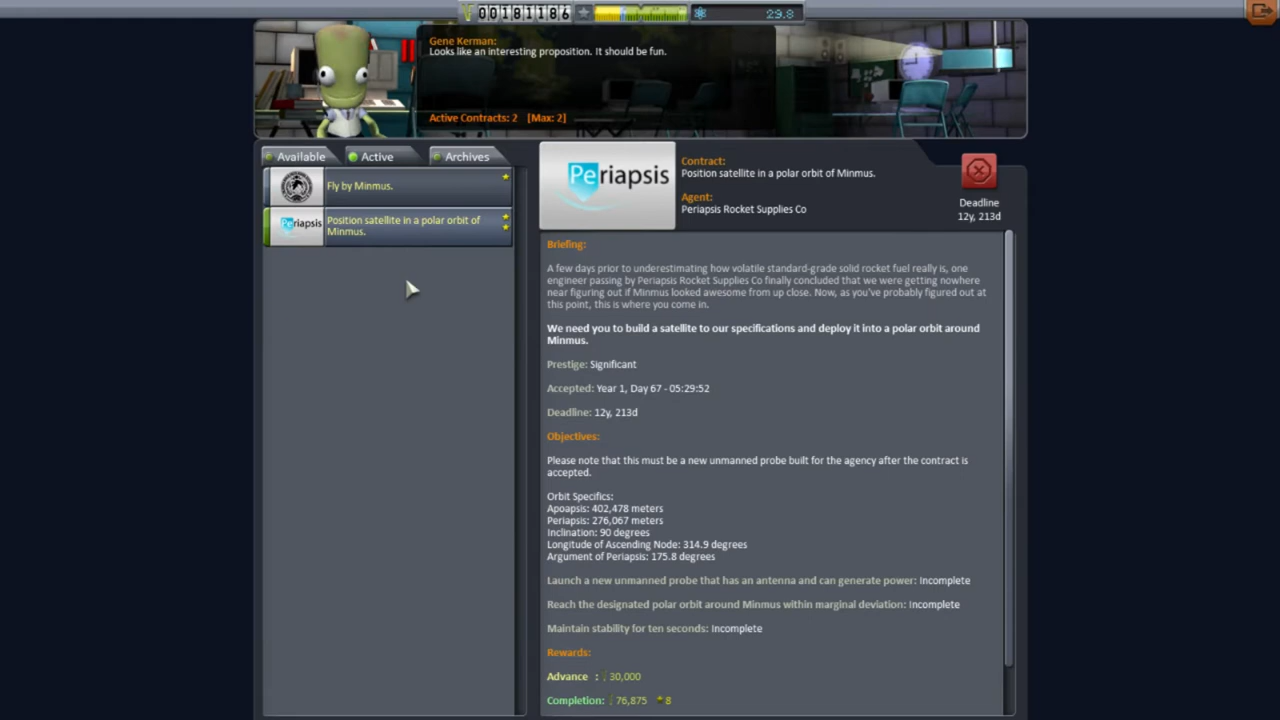 00181186
29.8
Gene Kerman:
Looks like an interesting proposition. It should be fun.
Active Contracts: 2 [Max: 2]
Available
Active
Archives
Fly by Minmus.
Periapsis
Position satellite in a polar orbit of
Minmus.
Periapsis
Contract:
Position satellite in a polar orbit of Minmus.
Agent:
Periapsis Rocket Supplies Co
Deadline
12y, 213d
Briefing:
A few days prior to underestimating how volatile standard-grade solid rocket fuel really is, one
engineer passing by Periapsis Rocket Supplies Co finally concluded that we were getting nowhere
near figuring out if Minmus looked awesome from up close. Now, as you've probably figured out at
this point, this is where you come in.
We need you to build a satellite to our specifications and deploy it into a polar orbit around
Minmus.
Prestige: Significant
Accepted: Year 1, Day 67 - 05:29:52
Deadline: 12y, 213d
Objectives:
Please note that this must be a new unmanned probe built for the agency after the contract is
accepted.
Orbit Specifics:
Apoapsis: 402,478 meters
Periapsis: 276,067 meters
Inclination: 90 degrees
Longitude of Ascending Node: 314.9 degrees
Argument of Periapsis: 175.8 degrees
Launch a new unmanned probe that has an antenna and can generate power: Incomplete
Reach the designated polar orbit around Minmus within marginal deviation: Incomplete
Maintain stability for ten seconds: Incomplete
Rewards:
Advance : 30,000
Completion: 76,875 8